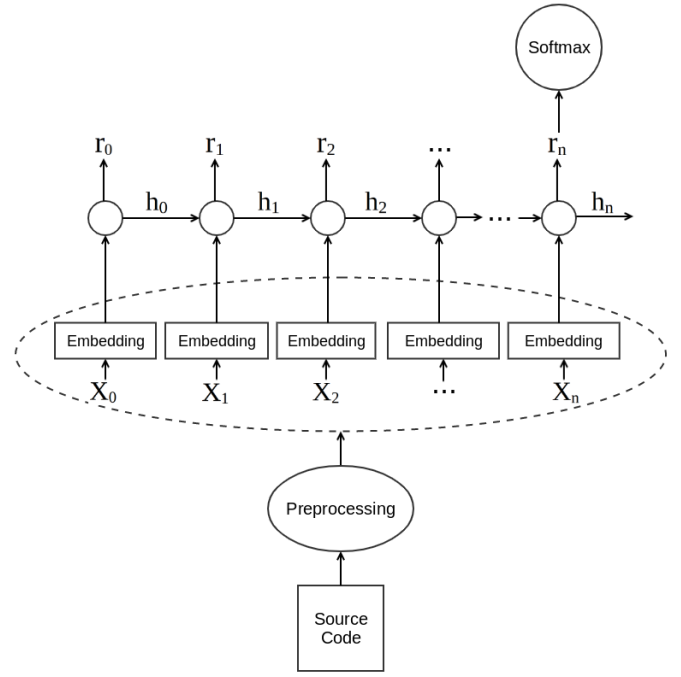 Softmax
r₀ r₁ r₂ ... rₙ
h₀ h₁ h₂ ... hₙ
Embedding Embedding Embedding Embedding Embedding
X₀ X₁ X₂ ... Xₙ
Preprocessing
Source
Code